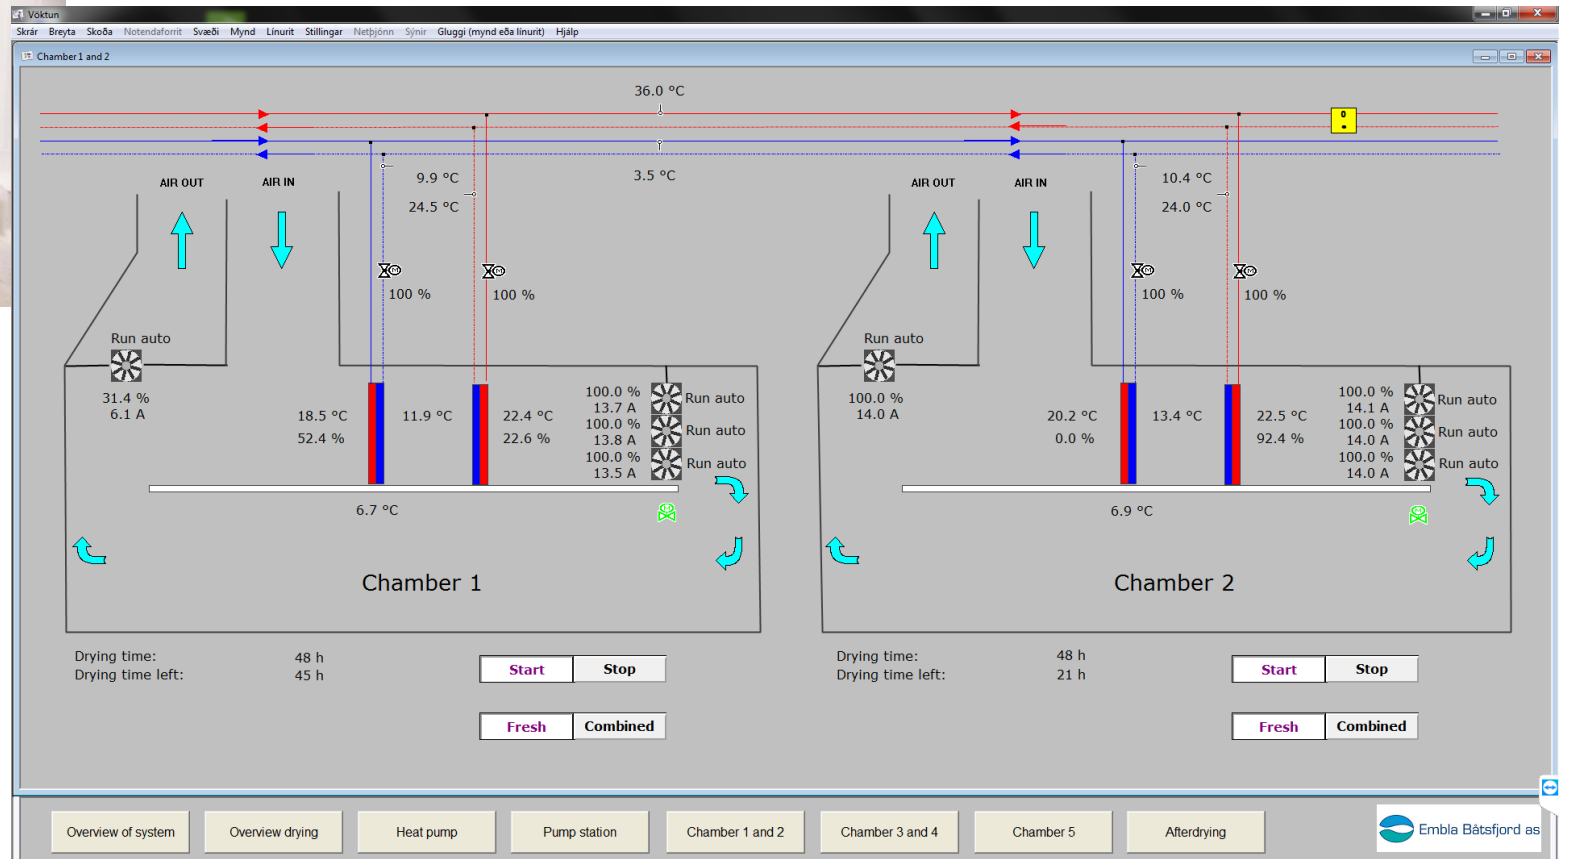 Vöktun
Skrár Breyta Skoða Notendaforrit Svæði Mynd Línurit Stillingar Netþjónn Sýnir Gluggi (mynd eða línurit) Hjálp
Chamber 1 and 2
36.0 °C
3.5 °C
AIR OUT AIR IN
9.9 °C
24.5 °C
100 % 100 %
Run auto
31.4 %
6.1 A
18.5 °C 11.9 °C 22.4 °C
52.4 % 22.6 %
100.0 %
13.7 A
Run auto
100.0 %
13.8 A
Run auto
100.0 %
13.5 A
Run auto
6.7 °C
Chamber 1
Drying time: 48 h
Drying time left: 45 h
Start Stop
Fresh Combined
AIR OUT AIR IN
10.4 °C
24.0 °C
100 % 100 %
Run auto
100.0 %
14.0 A
20.2 °C 13.4 °C 22.5 °C
0.0 % 92.4 %
100.0 %
14.1 A
Run auto
100.0 %
14.0 A
Run auto
100.0 %
14.0 A
Run auto
6.9 °C
Chamber 2
Drying time: 48 h
Drying time left: 21 h
Start Stop
Fresh Combined
Overview of system Overview drying Heat pump Pump station Chamber 1 and 2 Chamber 3 and 4 Chamber 5 Afterdrying
Embla Båtsfjord as